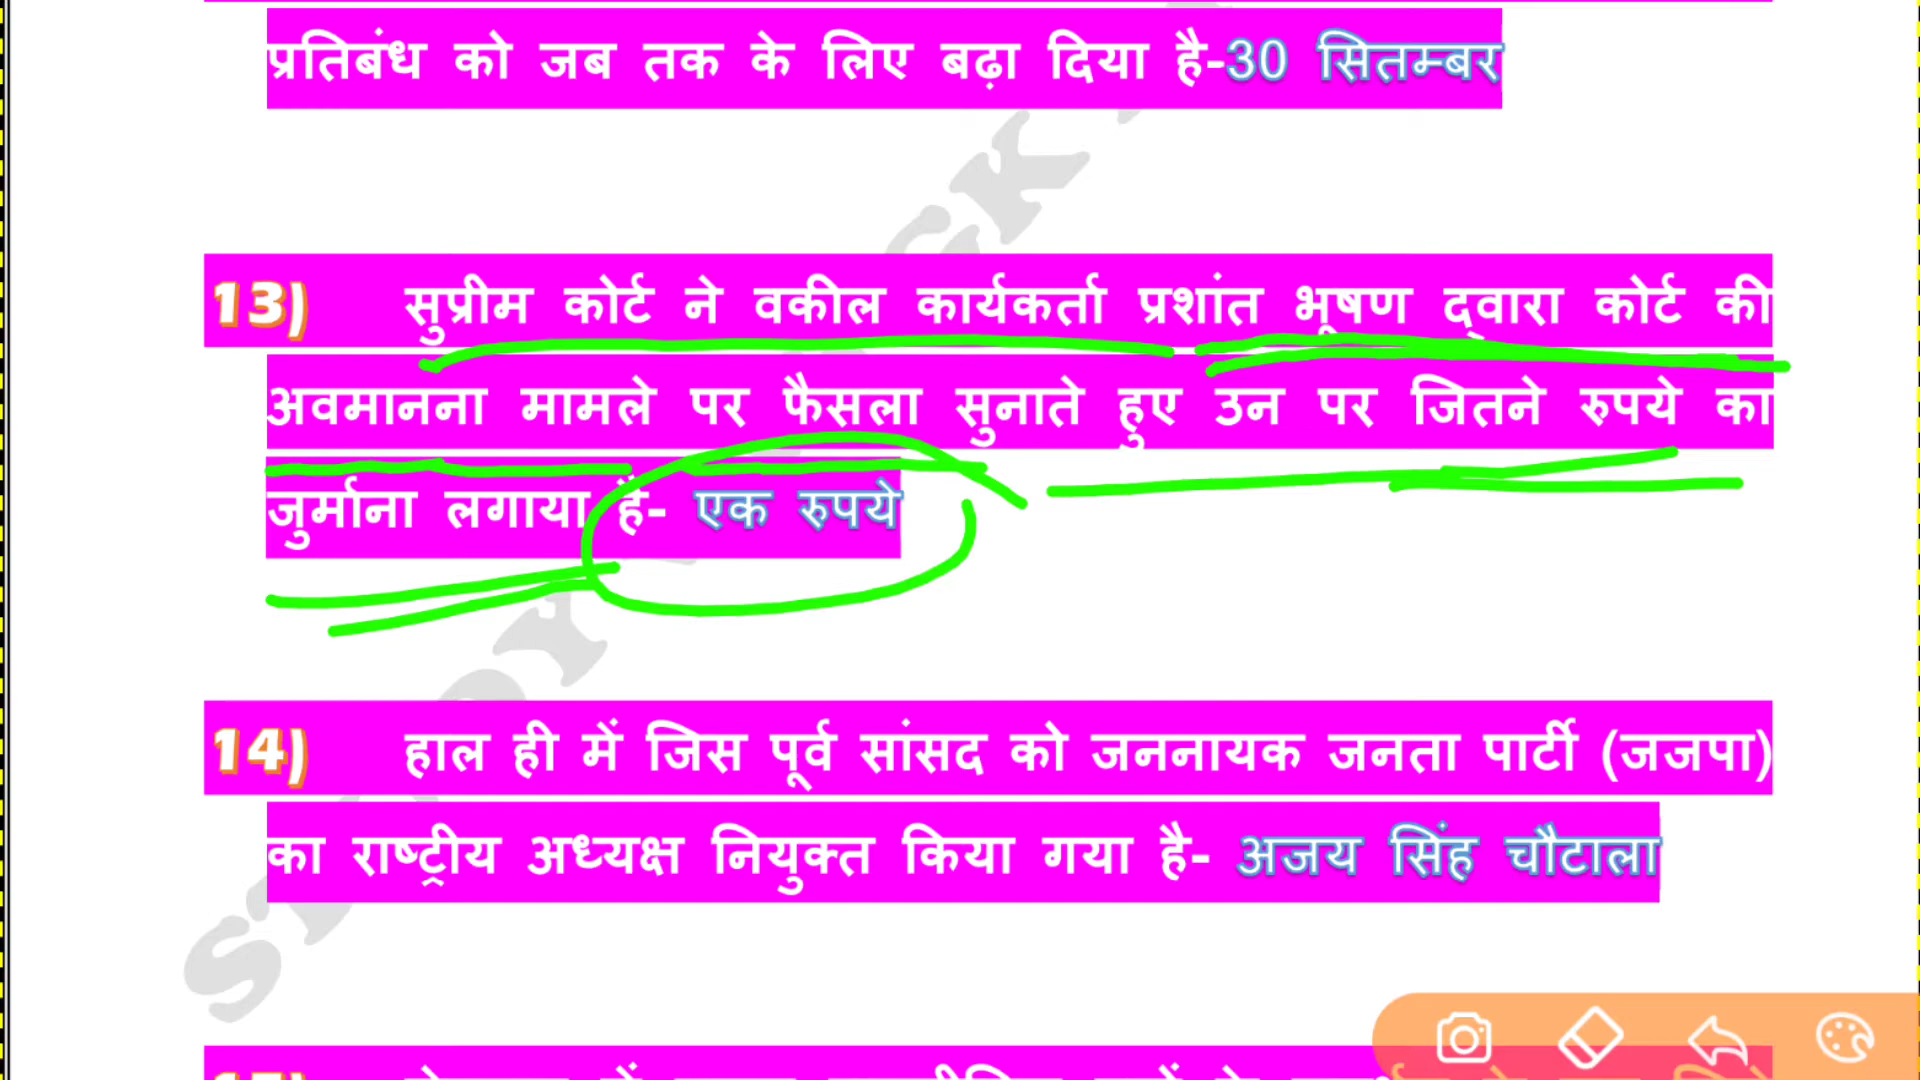 प्रतिबंध को जब तक के लिए बढ़ा दिया है-30 सितम्बर
13) सुप्रीम कोर्ट ने वकील कार्यकर्ता प्रशांत भूषण द्वारा कोर्ट की
अवमानना मामले पर फैसला सुनाते हुए उन पर जितने रुपये का
जुर्माना लगाया है- एक रुपये
14) हाल ही में जिस पूर्व सांसद को जननायक जनता पार्टी (जजपा)
का राष्ट्रीय अध्यक्ष नियुक्त किया गया है- अजय सिंह चौटाला